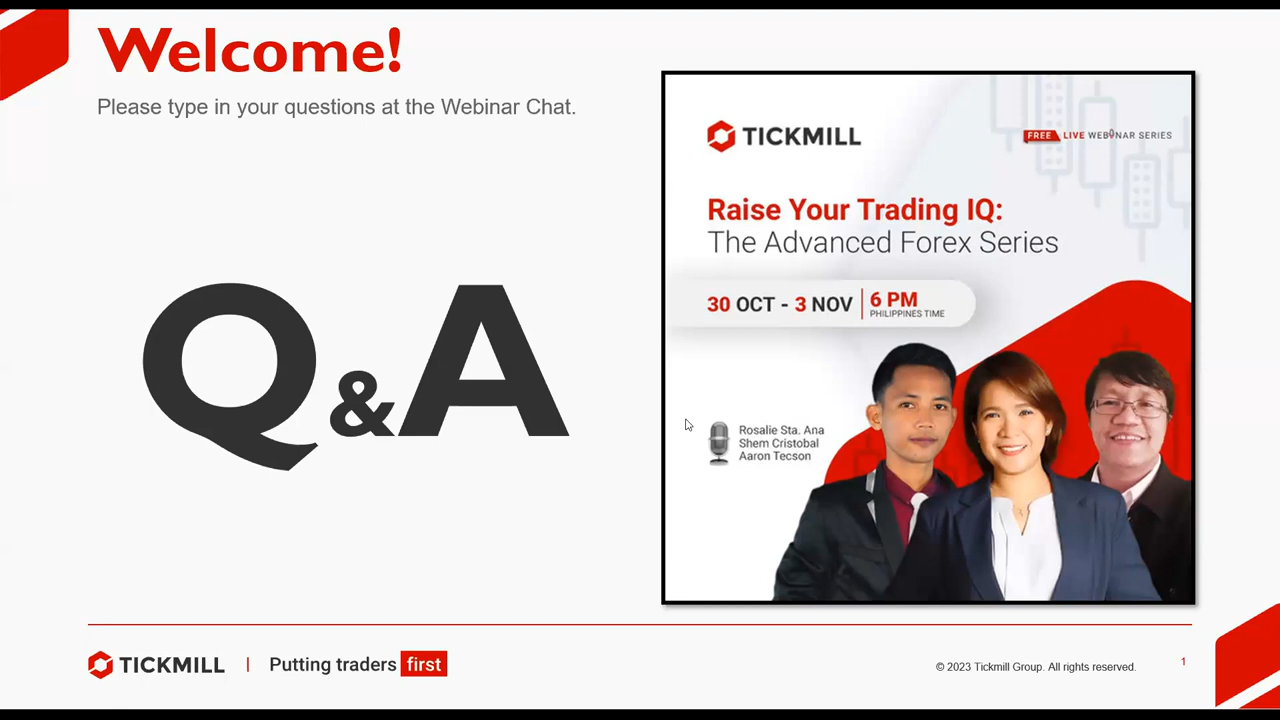 Welcome!
Please type in your questions at the Webinar Chat.
Q&A
TICKMILL
FREE LIVE WEBINAR SERIES
Raise Your Trading IQ:
The Advanced Forex Series
30 OCT - 3 NOV
6 PM
PHILIPPINES TIME
Rosalie Sta. Ana
Shem Cristobal
Aaron Tecson
TICKMILL | Putting traders first
© 2023 Tickmill Group. All rights reserved.
1